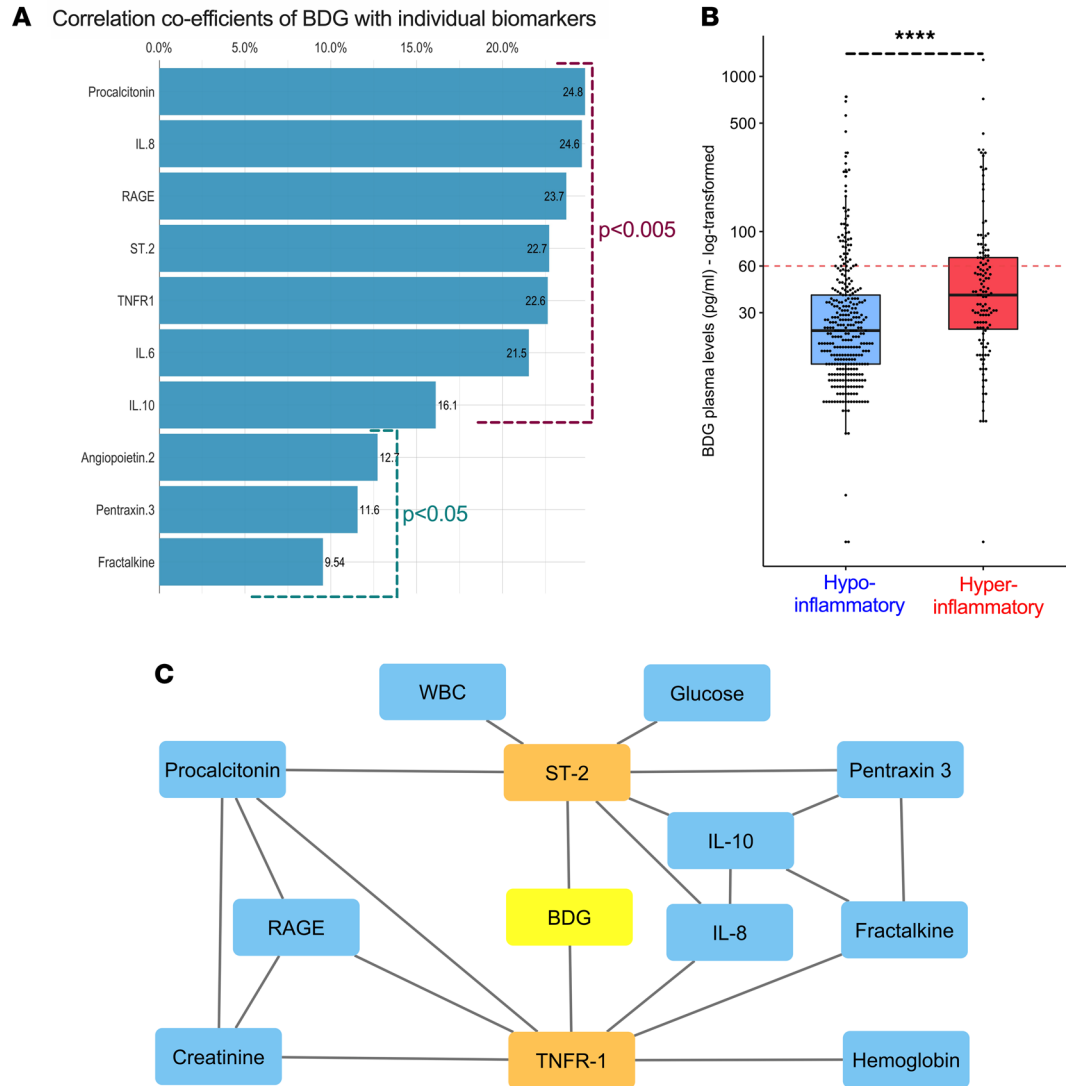 A Correlation co-efficients of BDG with individual biomarkers
0.0% 5.0% 10.0% 15.0% 20.0%
Procalcitonin 24.8
IL.8 24.6
RAGE 23.7
ST.2 22.7
TNFR1 22.6
IL.6 21.5
IL.10 16.1
Angiopoietin.2 12.7
Pentraxin.3 11.6
Fractalkine 9.54
p<0.005
p<0.05
B
****
BDG plasma levels (pg/ml) - log-transformed
1000
500
100
60
30
Hypo-
inflammatory
Hyper-
inflammatory
C
WBC Glucose
Procalcitonin ST-2 Pentraxin 3
IL-10
RAGE BDG IL-8 Fractalkine
Creatinine TNFR-1 Hemoglobin